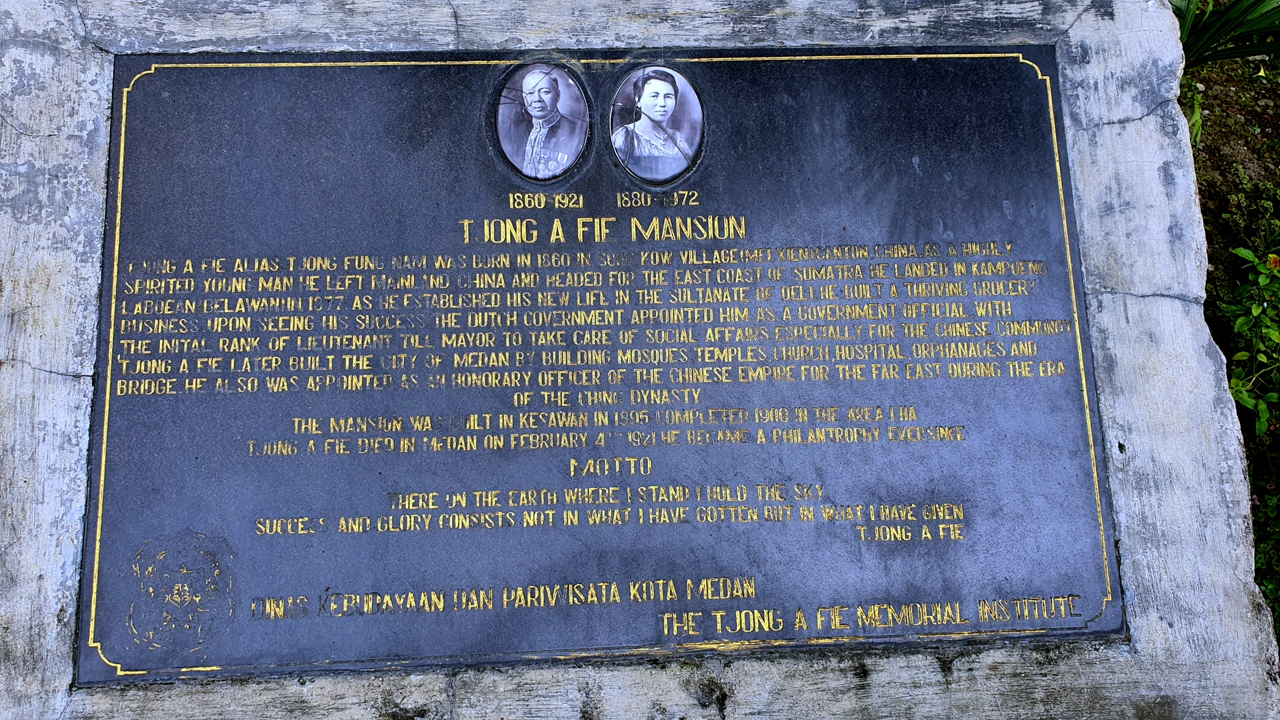 1860-1921 1880-1972
TJONG A FIE MANSION
TJONG A FIE ALIAS TJONG FUNG NAM WAS BORN IN 1860 IN SUNG KOW VILLAGE (MEI XIEN) CANTON, CHINA. AS A HIGHLY
SPIRITED YOUNG MAN HE LEFT MAINLAND CHINA AND HEADED FOR THE EAST COAST OF SUMATRA. HE LANDED IN KAMPOENG
LABOEAN (BELAWAN) IN 1877. AS HE ESTABLISHED HIS NEW LIFE IN THE SULTANATE OF DELI, HE BUILT A THRIVING GROCERY
BUSINESS. UPON SEEING HIS SUCCESS, THE DUTCH GOVERNMENT APPOINTED HIM AS A GOVERNMENT OFFICIAL WITH
THE INITAL RANK OF LIEUTENANT TILL MAYOR TO TAKE CARE OF SOCIAL AFFAIRS ESPECIALLY FOR THE CHINESE COMMUNITY
TJONG A FIE LATER BUILT THE CITY OF MEDAN BY BUILDING MOSQUES, TEMPLES, CHURCH, HOSPITAL, ORPHANAGES AND
BRIDGE. HE ALSO WAS APPOINTED AS AN HONORARY OFFICER OF THE CHINESE EMPIRE FOR THE FAR EAST DURING THE ERA
OF THE CHING DYNASTY
THE MANSION WAS BUILT IN KESAWAN IN 1895 COMPLETED 1900 IN THE AREA 1 HA
TJONG A FIE DIED IN MEDAN ON FEBRUARY 4TH 1921. HE BECAME A PHILANTROPHY EVERSINCE
MOTTO
THERE ON THE EARTH WHERE I STAND I HOLD THE SKY
SUCCESS AND GLORY CONSISTS NOT IN WHAT I HAVE GOTTEN BUT IN WHAT I HAVE GIVEN
TJONG A FIE
DINAS KEBUDAYAAN DAN PARIWISATA KOTA MEDAN
THE TJONG A FIE MEMORIAL INSTITUTE